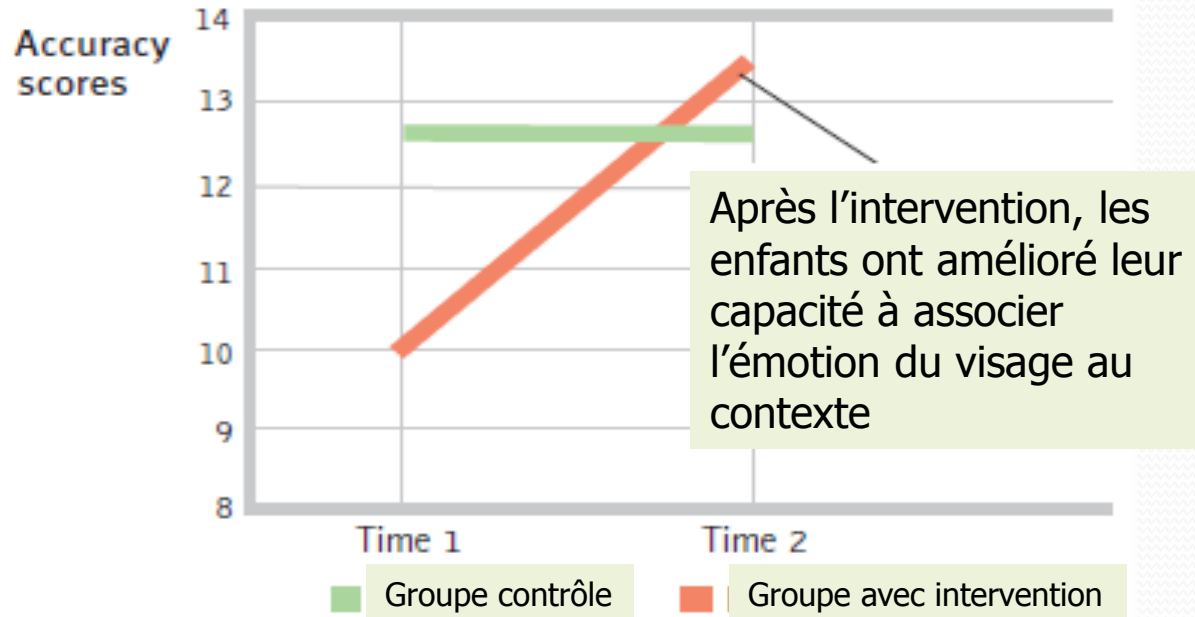 Accuracy
scores
14
13
12
11
10
9
8
Après l’intervention, les
enfants ont amélioré leur
capacité à associer
l’émotion du visage au
contexte
Time 1
Time 2
Groupe contrôle
Groupe avec intervention